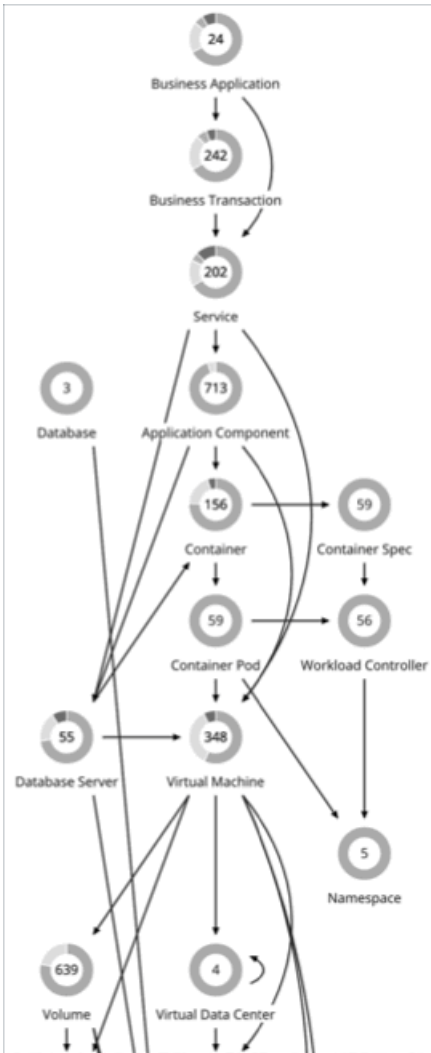 24
Business Application
242
Business Transaction
202
Service
3
713
Database
Application Component
156
59
Container
Container Spec
59
56
Container Pod
Workload Controller
55
348
Database Server
Virtual Machine
5
Namespace
639
4
Volume
Virtual Data Center